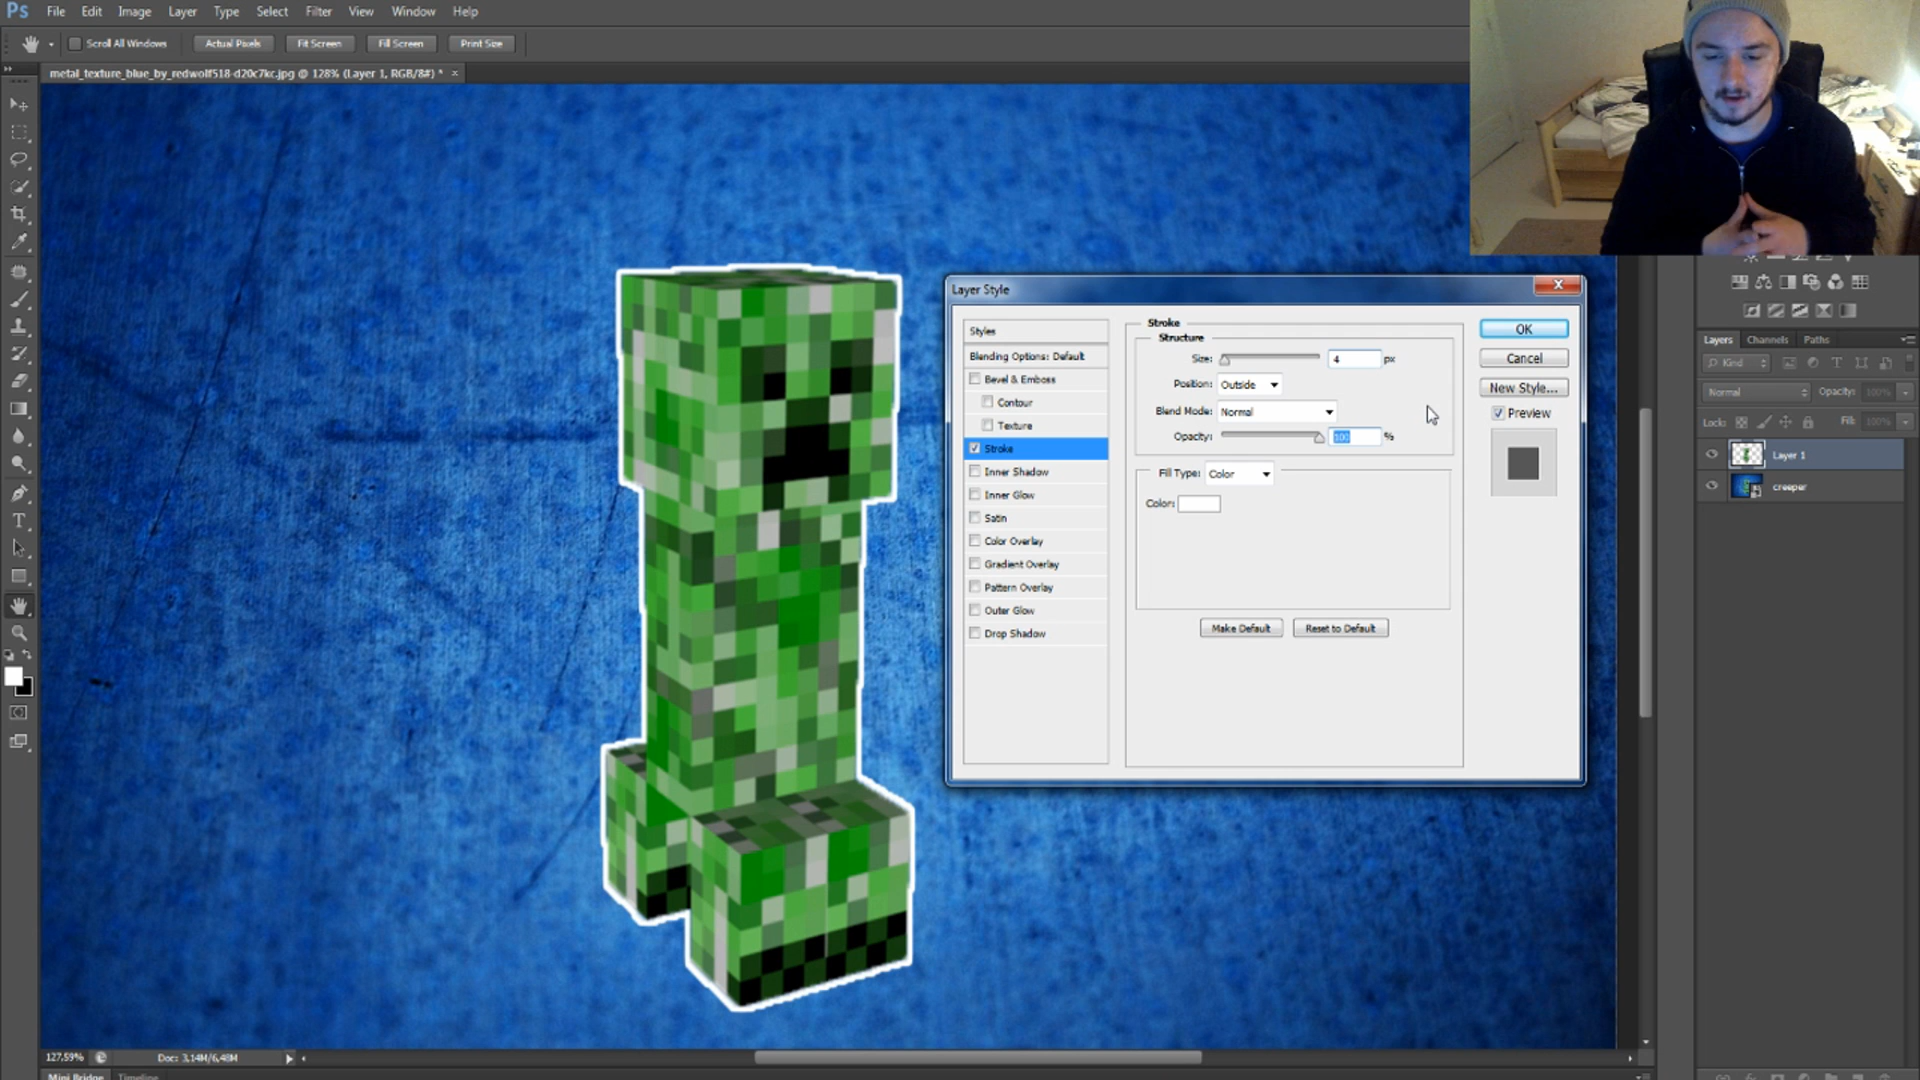 Ps File Edit Image Layer Type Select Filter View Window Help
Scroll All Windows Actual Pixels Fit Screen Fill Screen Print Size
metal_texture_blue_by_redwolf518-d20c7kc.jpg @ 128% (Layer 1, RGB/8#) * ×
Layer Style
Styles
Blending Options: Default
Bevel & Emboss
Contour
Texture
Stroke
Inner Shadow
Inner Glow
Satin
Color Overlay
Gradient Overlay
Pattern Overlay
Outer Glow
Drop Shadow
Stroke
Structure
Size: 4 px
Position: Outside
Blend Mode: Normal
Opacity: 100 %
Fill Type: Color
Color:
Make Default Reset to Default
OK
Cancel
New Style...
Preview
Layers Channels Paths
Kind
Normal Opacity: 100%
Lock: Fill: 100%
Layer 1
creeper
T
127,59% Doc: 3,14M/6,48M
Mini Bridge Timeline